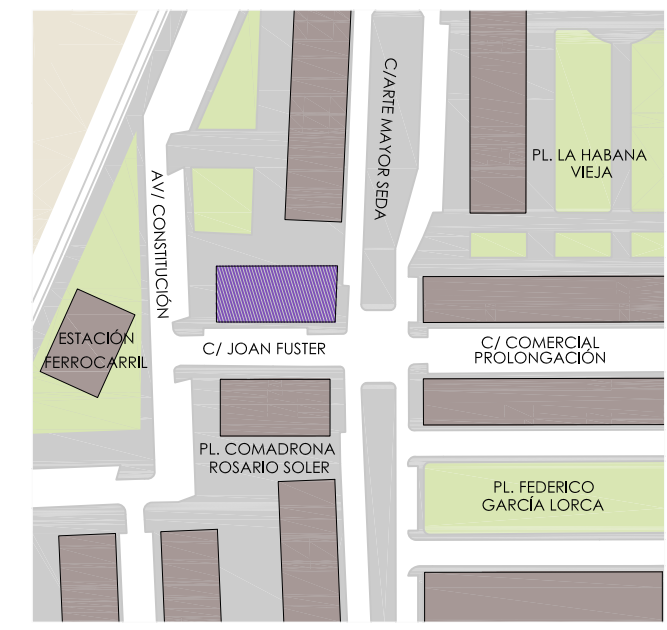 C/ARTE MAYOR SEDA
PL. LA HABANA
VIEJA
AV/ CONSTITUCIÓN
ESTACIÓN
FERROCARRIL
C/ JOAN FUSTER
C/ COMERCIAL
PROLONGACIÓN
PL. COMADRONA
ROSARIO SOLER
PL. FEDERICO
GARCÍA LORCA